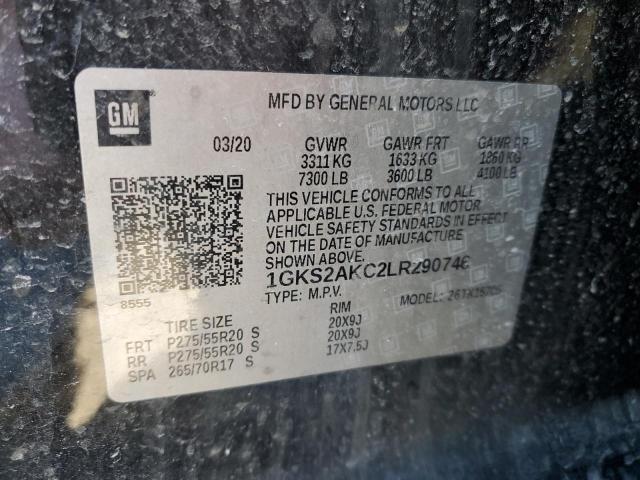 GM
MFD BY GENERAL MOTORS LLC
03/20 GVWR GAWR FRT GAWR RR
3311 KG 1633 KG 1860 KG
7300 LB 3600 LB 4100 LB
THIS VEHICLE CONFORMS TO ALL
APPLICABLE U.S. FEDERAL MOTOR
VEHICLE SAFETY STANDARDS IN EFFECT
ON THE DATE OF MANUFACTURE SHOWN ABOVE.
1GKS2AKC2LR290746
8555 TYPE: M.P.V.
TIRE SIZE RIM
FRT P275/55R20 S 20X9J
RR P275/55R20 S 20X9J
SPA 265/70R17 S 17X7.5J